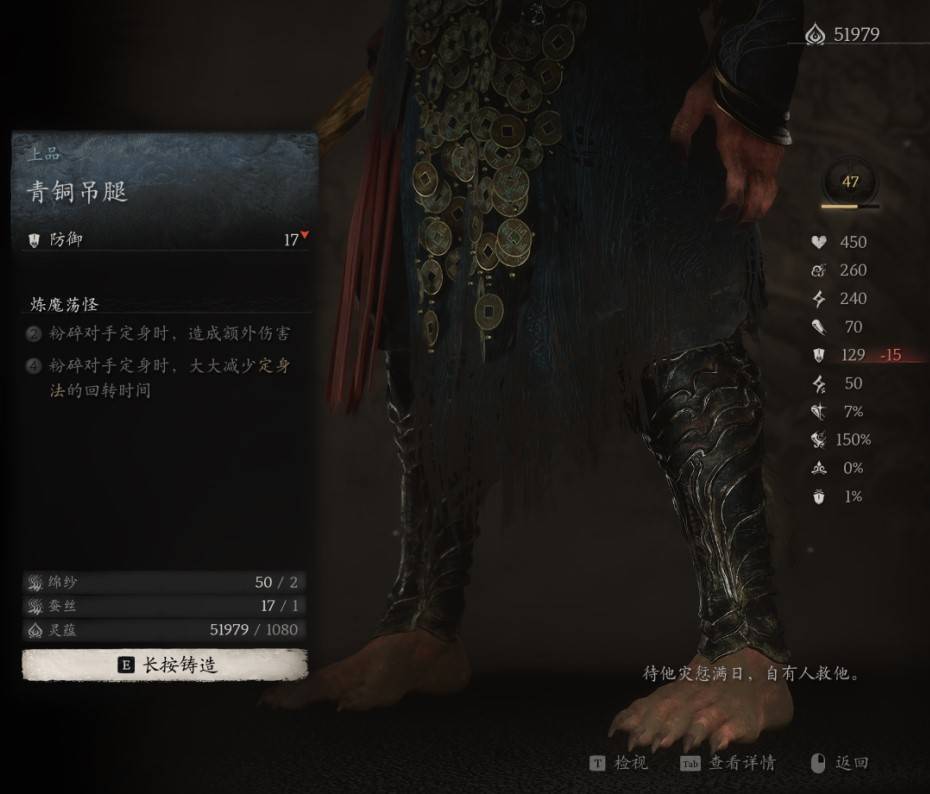 51979
上品
青铜吊腿
防御 17
炼魔荡怪
2 粉碎对手定身时，造成额外伤害
4 粉碎对手定身时，大大减少定身
法的回转时间
绵纱 50 / 2
蚕丝 17 / 1
灵蕴 51979 / 1080
E 长按铸造
47
450
260
240
70
129 -15
50
7%
150%
0%
1%
待他灾愆满日，自有人救他。
T 检视 Tab 查看详情 返回